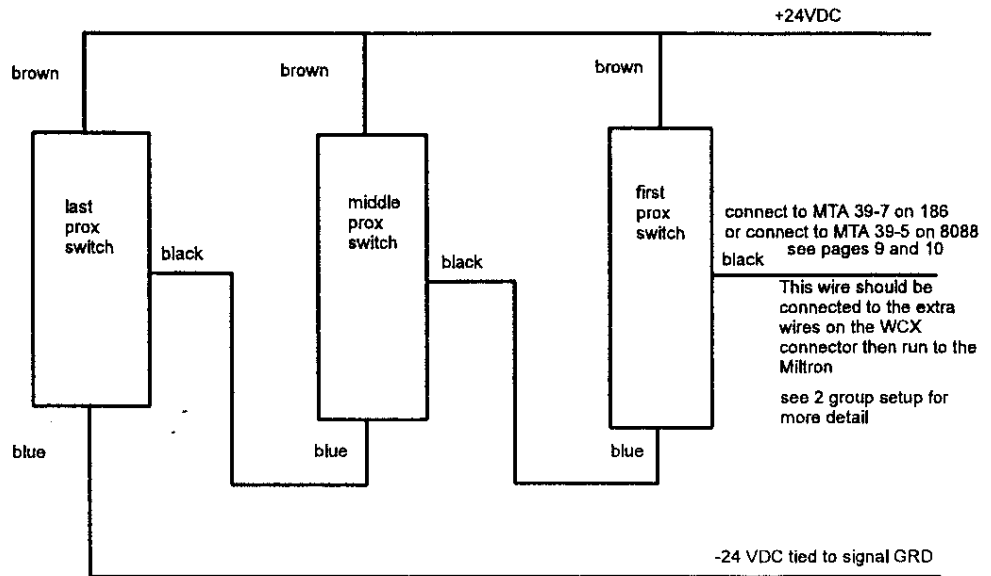 +24VDC
brown
brown
brown
last
prox
switch
middle
prox
switch
first
prox
switch
connect to MTA 39-7 on 186
or connect to MTA 39-5 on 8088
see pages 9 and 10
black
black
black
This wire should be
connected to the extra
wires on the WCX
connector then run to the
Miltron
see 2 group setup for
more detail
blue
blue
blue
-24 VDC tied to signal GRD